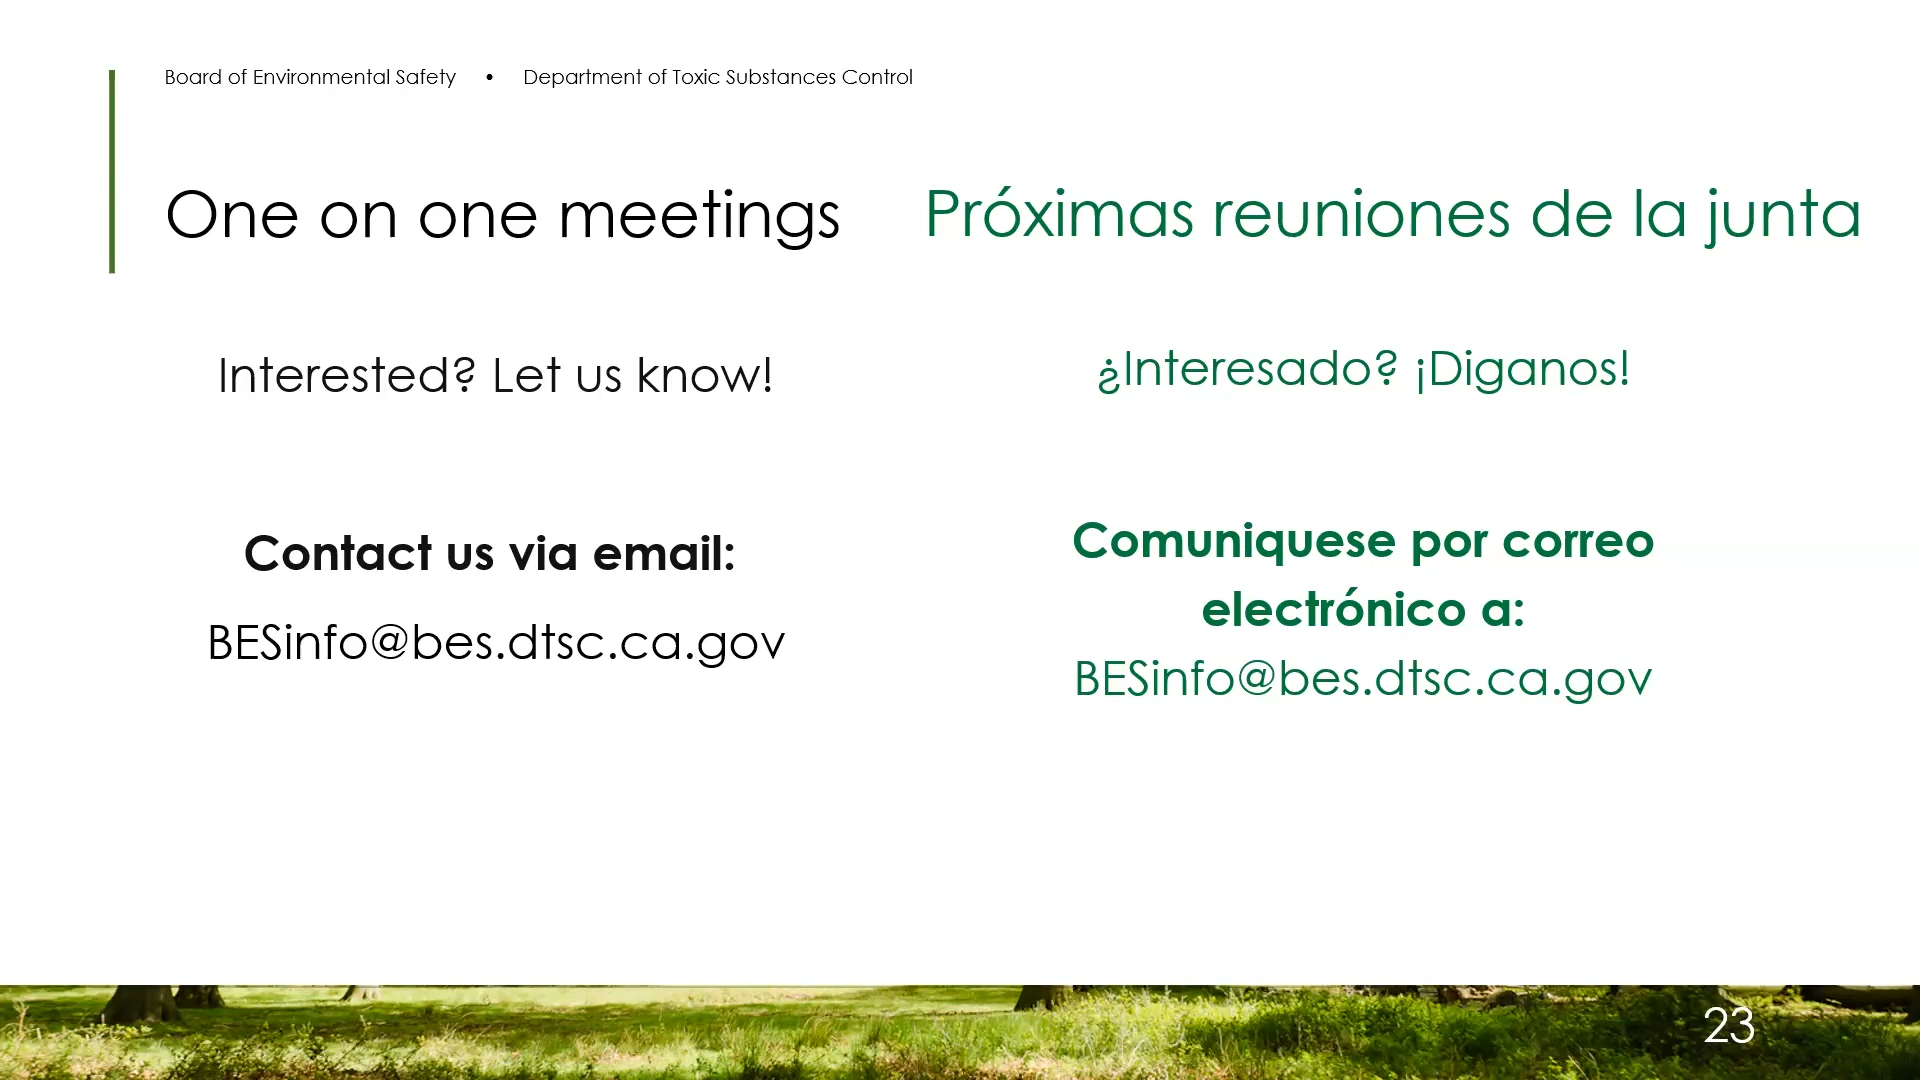 Board of Environmental Safety • Department of Toxic Substances Control
One on one meetings
Interested? Let us know!
Contact us via email:
BESinfo@bes.dtsc.ca.gov
Próximas reuniones de la junta
¿Interesado? ¡Diganos!
Comuniquese por correo
electrónico a:
BESinfo@bes.dtsc.ca.gov
23